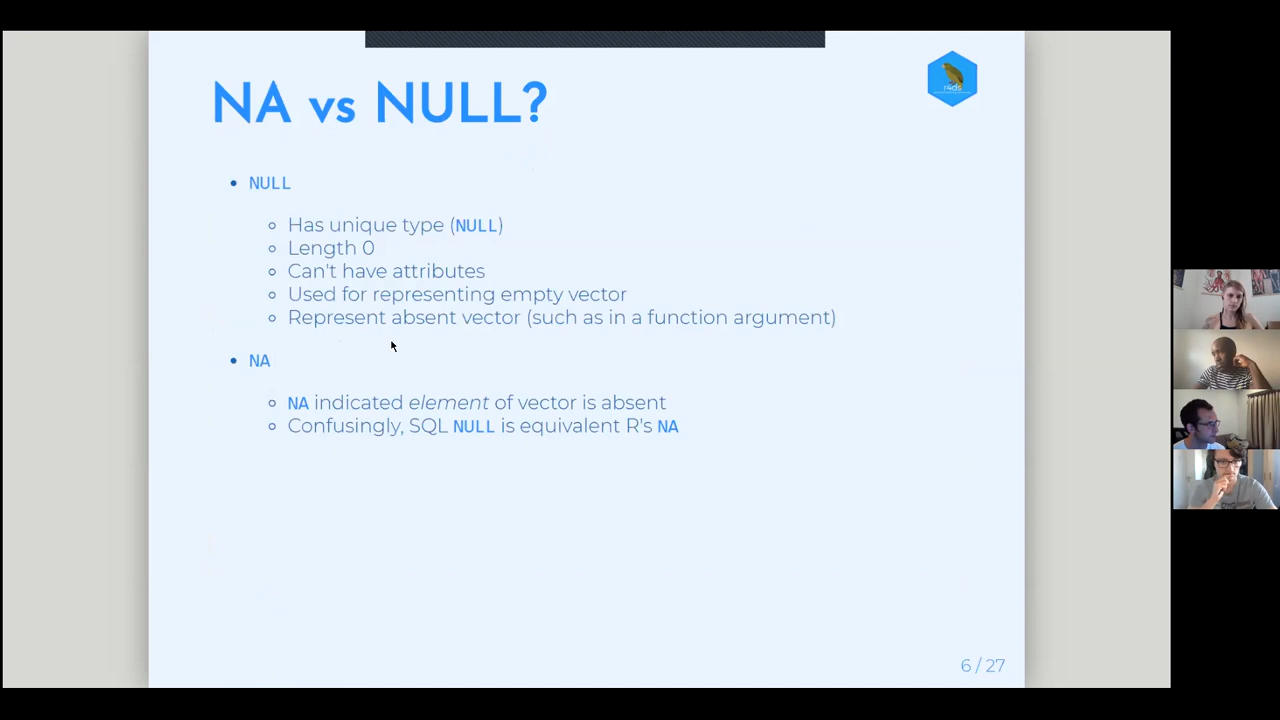 NA vs NULL?
r4ds
NULL
Has unique type (NULL)
Length 0
Can't have attributes
Used for representing empty vector
Represent absent vector (such as in a function argument)
NA
NA indicated element of vector is absent
Confusingly, SQL NULL is equivalent R's NA
6 / 27